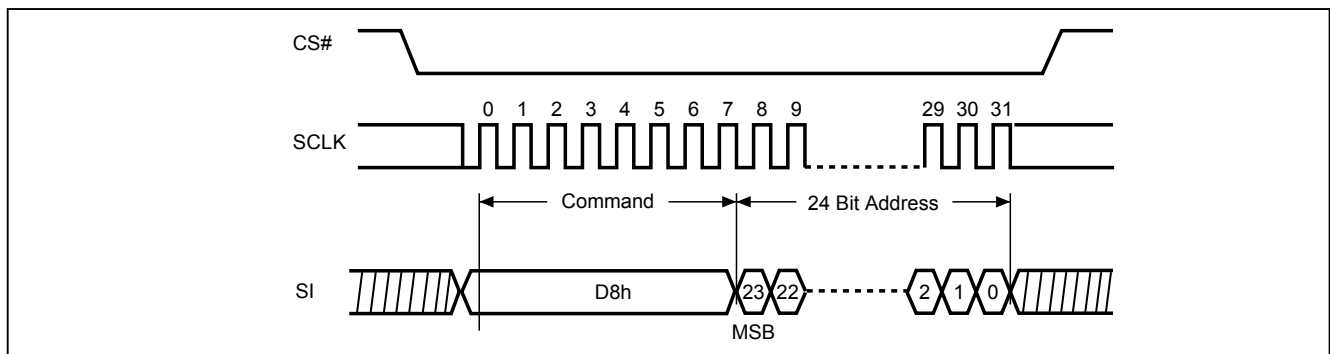 CS#
0 1 2 3 4 5 6 7 8 9 29 30 31
SCLK
Command 24 Bit Address
SI D8h 23 22 2 1 0
MSB